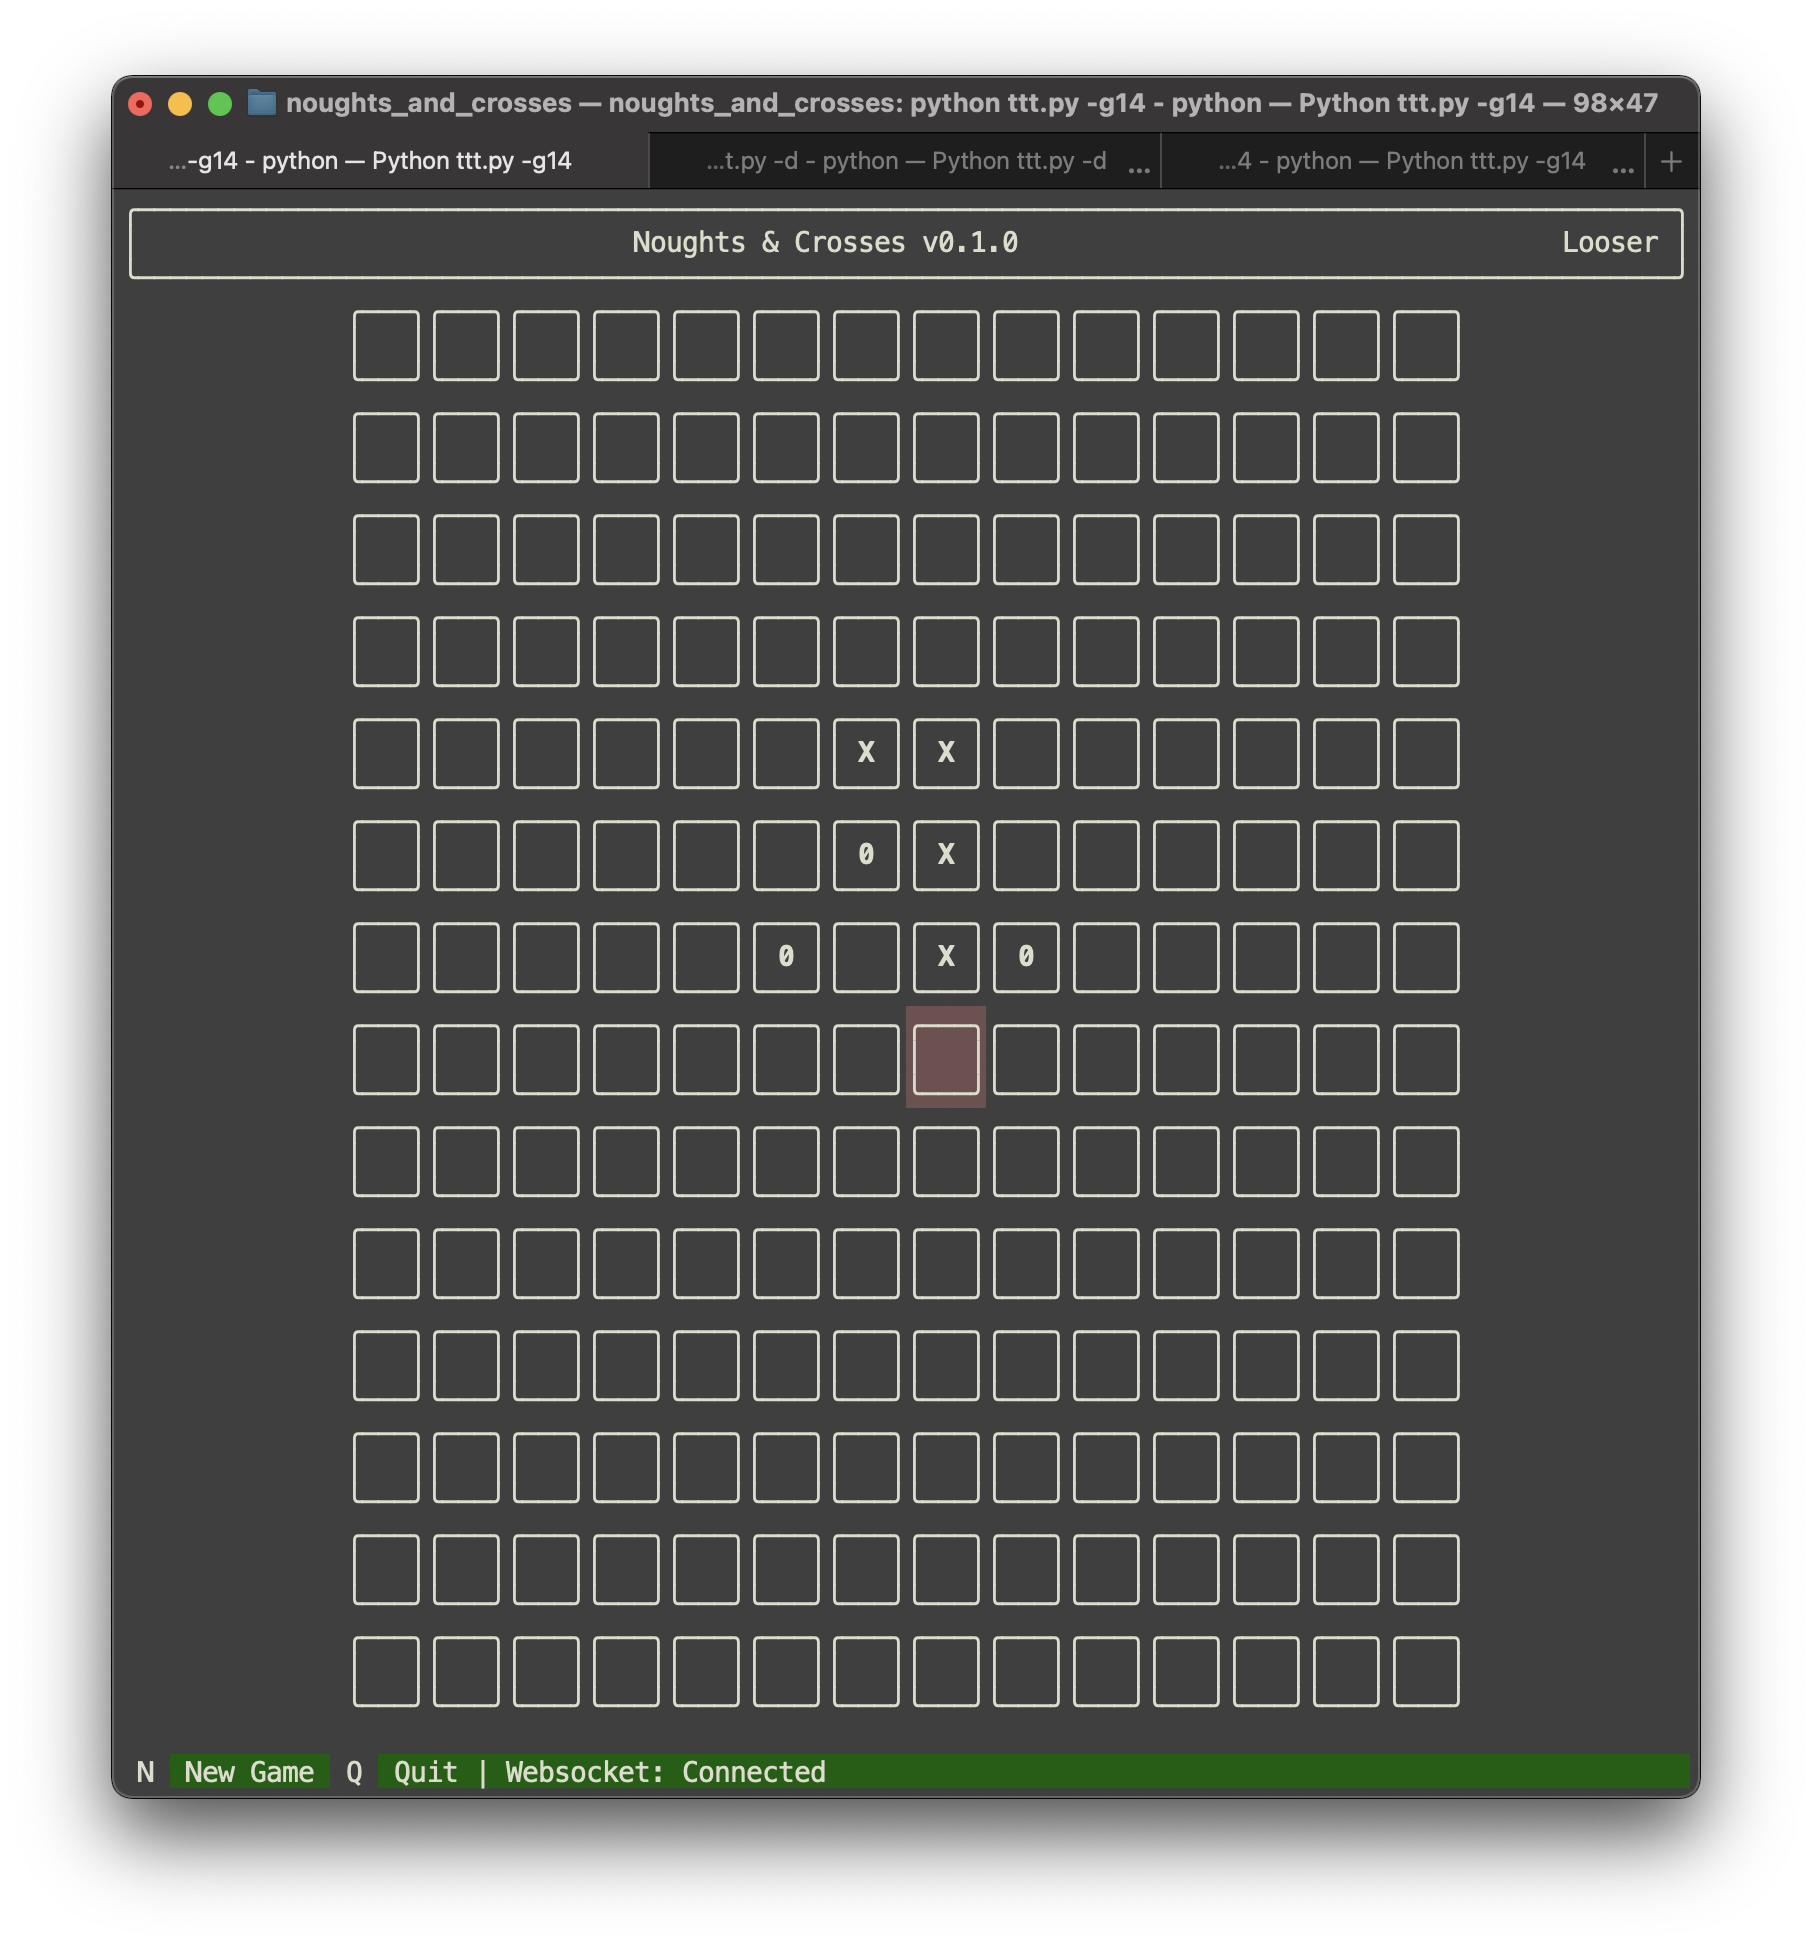 noughts_and_crosses — noughts_and_crosses: python ttt.py -g14 - python — Python ttt.py -g14 — 98×47
...-g14 - python — Python ttt.py -g14 ...t.py -d - python — Python ttt.py -d ... ...4 - python — Python ttt.py -g14 ... +
Noughts & Crosses v0.1.0 Looser
X X
0 X
0 X 0
N New Game Q Quit | Websocket: Connected